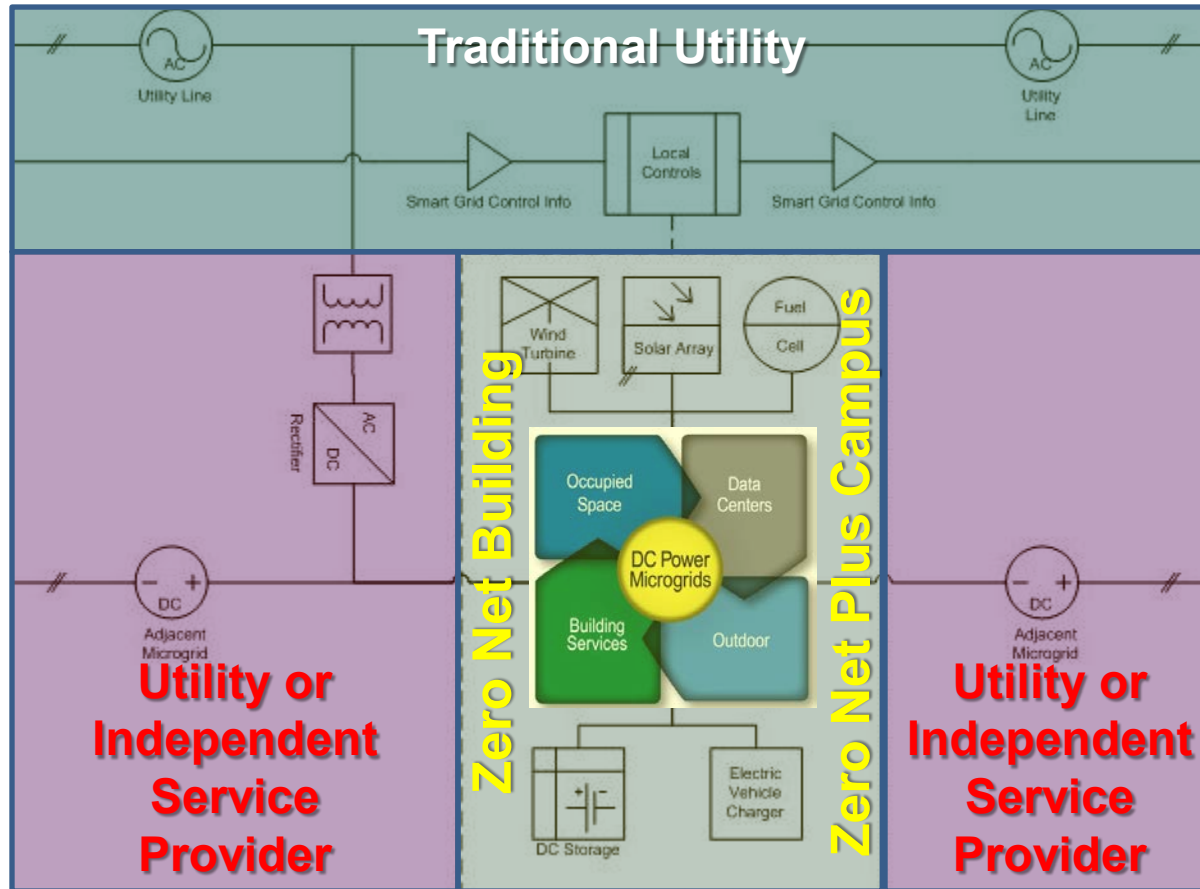 Traditional Utility
AC
Utility Line
AC
Utility
Line
Local
Controls
Smart Grid Control Info
Smart Grid Control Info
Wind
Turbine
Solar Array
Fuel
Cell
AC
DC
Rectifier
Zero Net Building
Zero Net Plus Campus
Occupied
Space
Data
Centers
DC Power
Microgrids
Building
Services
Outdoor
- +
DC
Adjacent
Microgrid
- +
DC
Adjacent
Microgrid
Utility or
Independent
Service
Provider
Utility or
Independent
Service
Provider
+ -
DC Storage
Electric
Vehicle
Charger